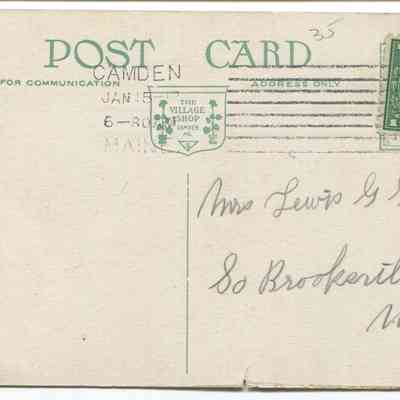 35
POST CARD
FOR COMMUNICATION
ADDRESS ONLY
CAMDEN
JAN 15
6-30
MAINE
THE
VILLAGE
SHOP
CAMDEN
ME.
Mrs Lewis G
So Brooksvil